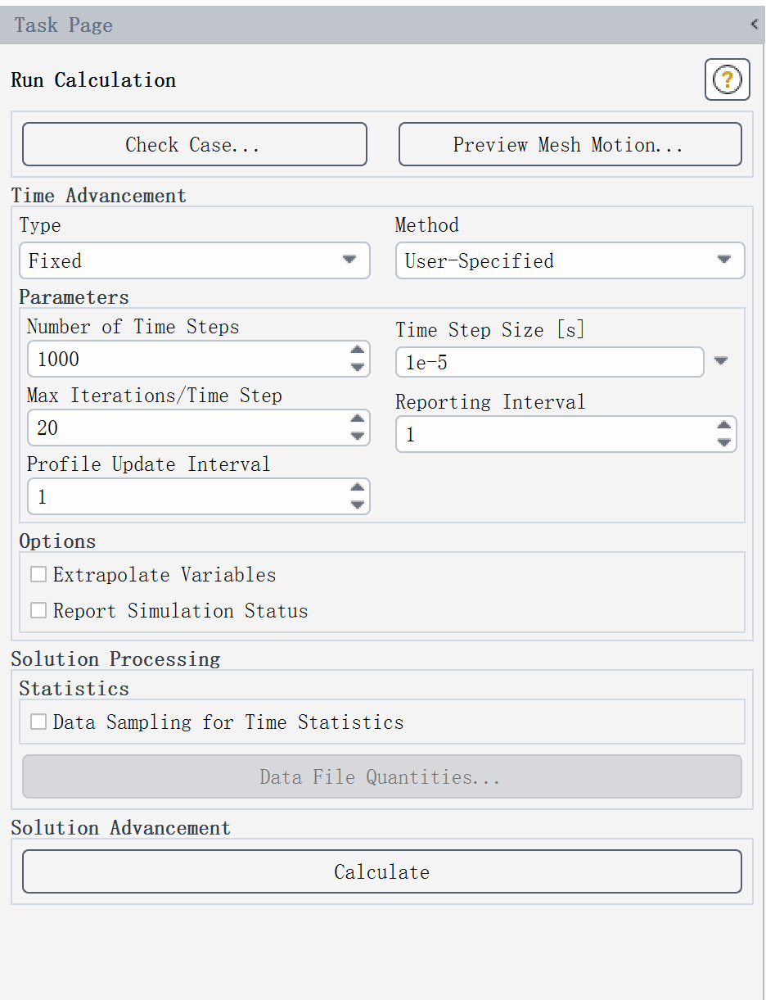 Task Page
<
Run Calculation
?
Check Case... Preview Mesh Motion...
Time Advancement
Type Method
Fixed User-Specified
Parameters
Number of Time Steps Time Step Size [s]
1000 1e-5
Max Iterations/Time Step Reporting Interval
20 1
Profile Update Interval
1
Options
Extrapolate Variables
Report Simulation Status
Solution Processing
Statistics
Data Sampling for Time Statistics
Data File Quantities...
Solution Advancement
Calculate